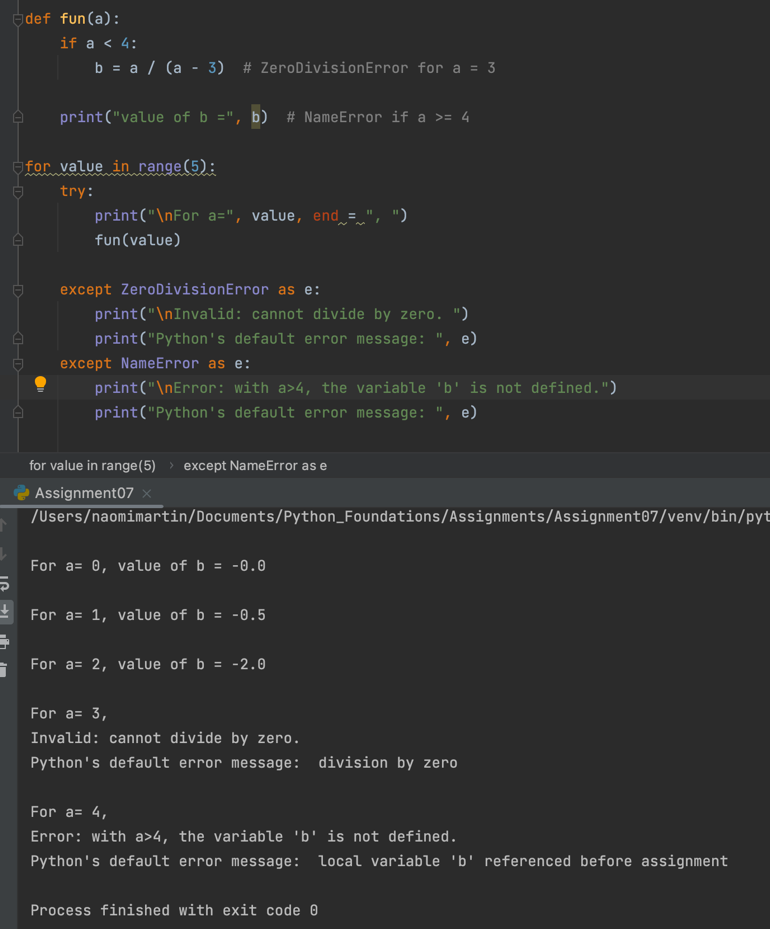 def fun(a):
    if a < 4:
        b = a / (a - 3)  # ZeroDivisionError for a = 3
    print("value of b =", b)  # NameError if a >= 4
for value in range(5):
    try:
        print("\nFor a=", value, end = ", ")
        fun(value)
    except ZeroDivisionError as e:
        print("\nInvalid: cannot divide by zero. ")
        print("Python's default error message: ", e)
    except NameError as e:
        print("\nError: with a>4, the variable 'b' is not defined.")
        print("Python's default error message: ", e)
for value in range(5) › except NameError as e
Assignment07 ×
/Users/naomimartin/Documents/Python_Foundations/Assignments/Assignment07/venv/bin/pyt
For a= 0, value of b = -0.0
For a= 1, value of b = -0.5
For a= 2, value of b = -2.0
For a= 3,
Invalid: cannot divide by zero.
Python's default error message:  division by zero
For a= 4,
Error: with a>4, the variable 'b' is not defined.
Python's default error message:  local variable 'b' referenced before assignment
Process finished with exit code 0